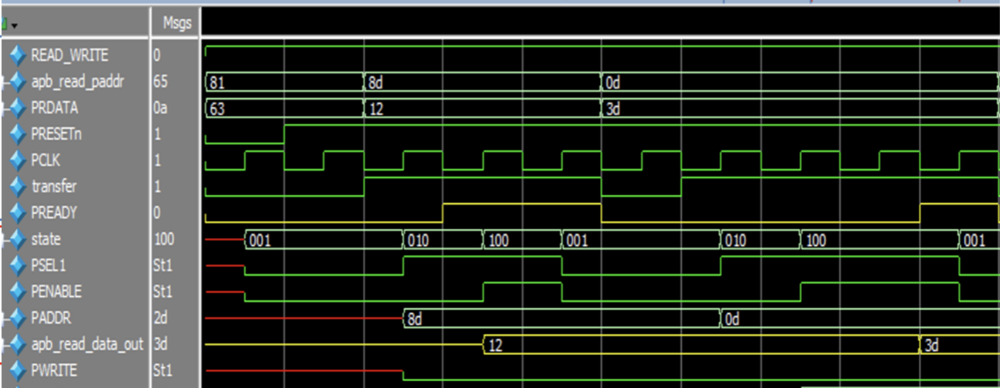 Msgs
READ_WRITE 0
apb_read_paddr 65 81 8d 0d
PRDATA 0a 63 12 3d
PRESETn 1
PCLK 1
transfer 1
PREADY 0
state 100 001 010 100 001 010 100 001
PSEL1 St1
PENABLE St1
PADDR 2d 8d 0d
apb_read_data_out 3d 12 3d
PWRITE St1